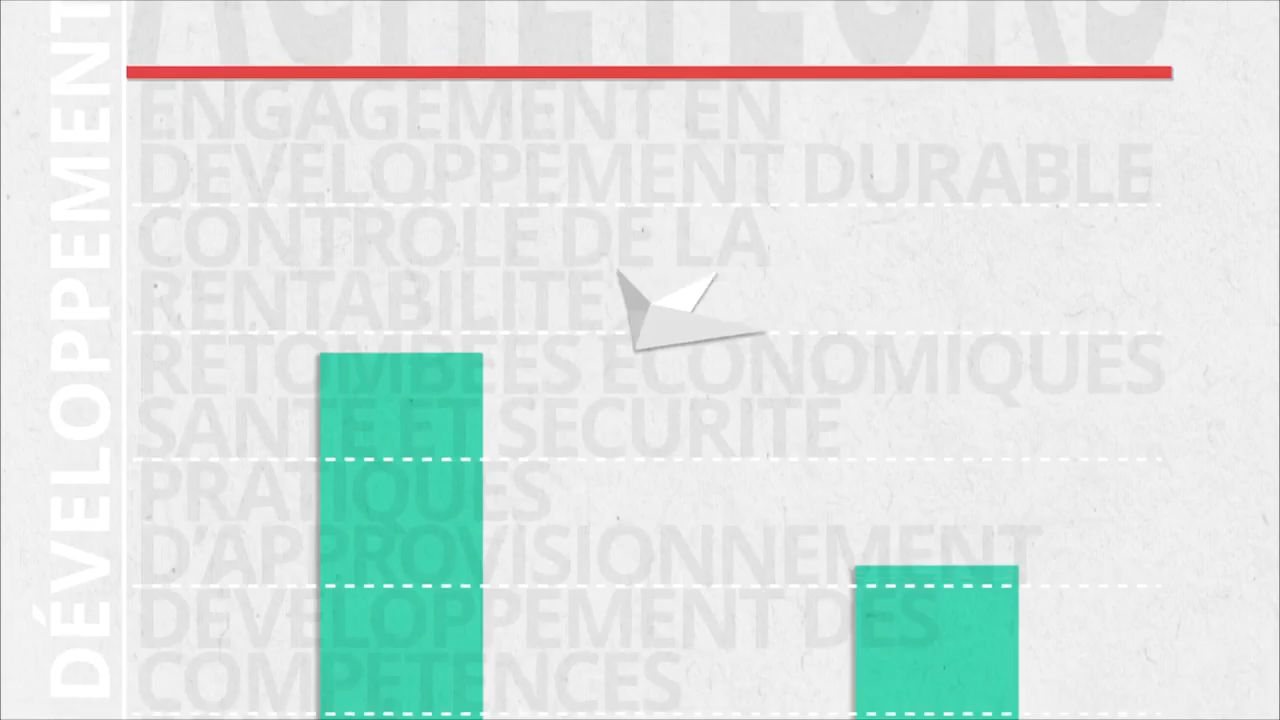 DÉVELOPPEMENT
ACHETEURS
ENGAGEMENT EN
DEVELOPPEMENT DURABLE
CONTROLE DE LA
RENTABILITE
RETOMBEES ECONOMIQUES
SANTE ET SECURITE
PRATIQUES
D'APPROVISIONNEMENT
DEVELOPPEMENT DES
COMPETENCES